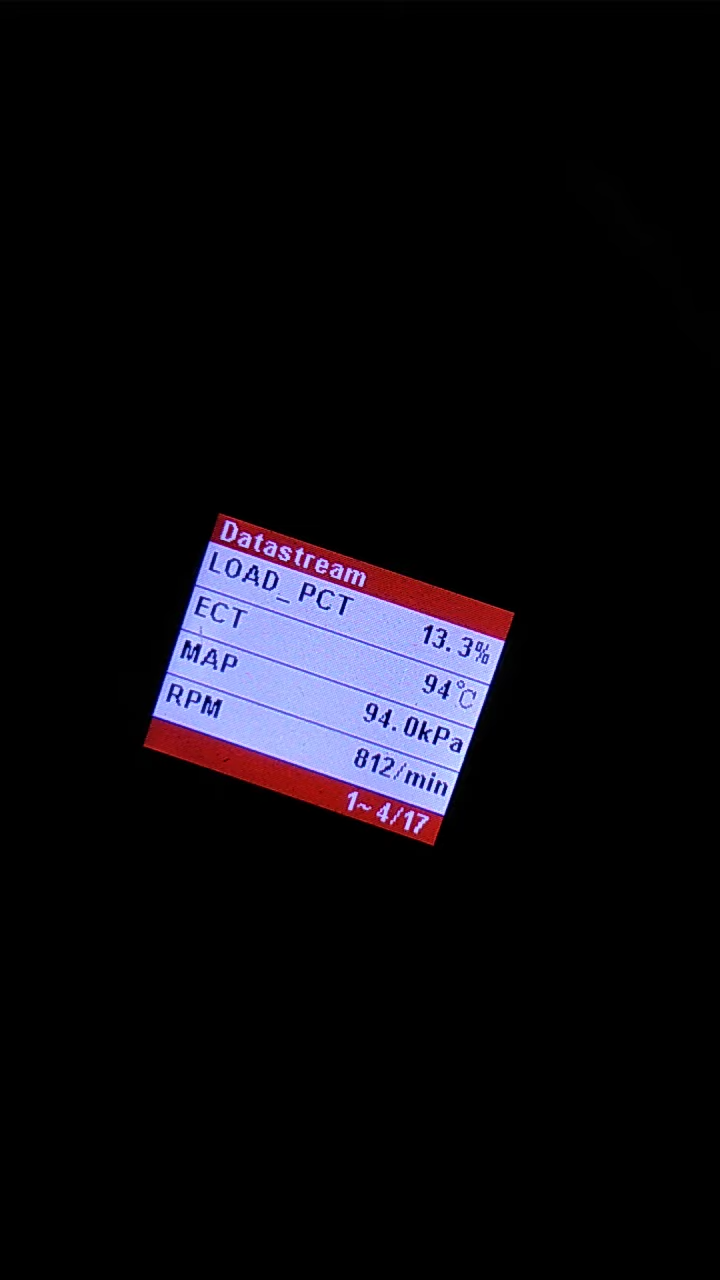 Datastream
LOAD_PCT 13.3%
ECT 94℃
MAP 94.0kPa
RPM 812/min
1~4/17